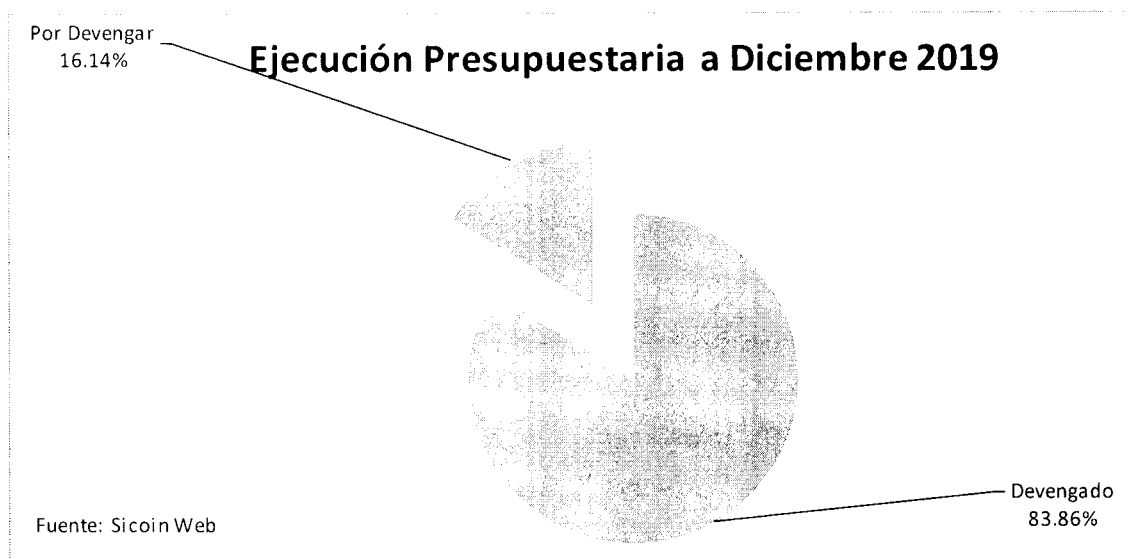 Por Devengar
16.14%
Ejecución Presupuestaria a Diciembre 2019
Devengado
83.86%
Fuente: Sicoin Web